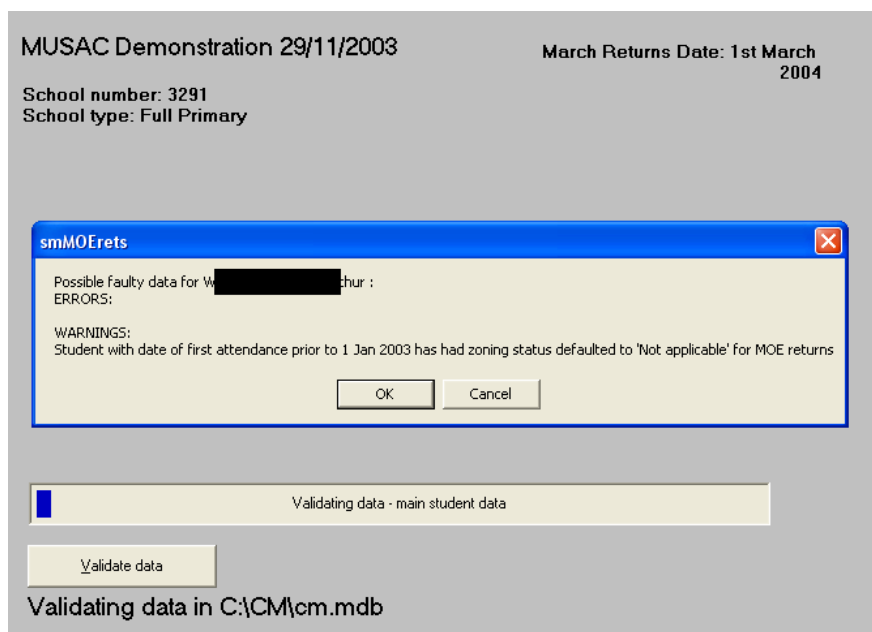 MUSAC Demonstration 29/11/2003
March Returns Date: 1st March
2004
School number: 3291
School type: Full Primary
smMOErets
Possible faulty data for W thur :
ERRORS:
WARNINGS:
Student with date of first attendance prior to 1 Jan 2003 has had zoning status defaulted to 'Not applicable' for MOE returns
OK Cancel
Validating data - main student data
Validate data
Validating data in C:\CM\cm.mdb